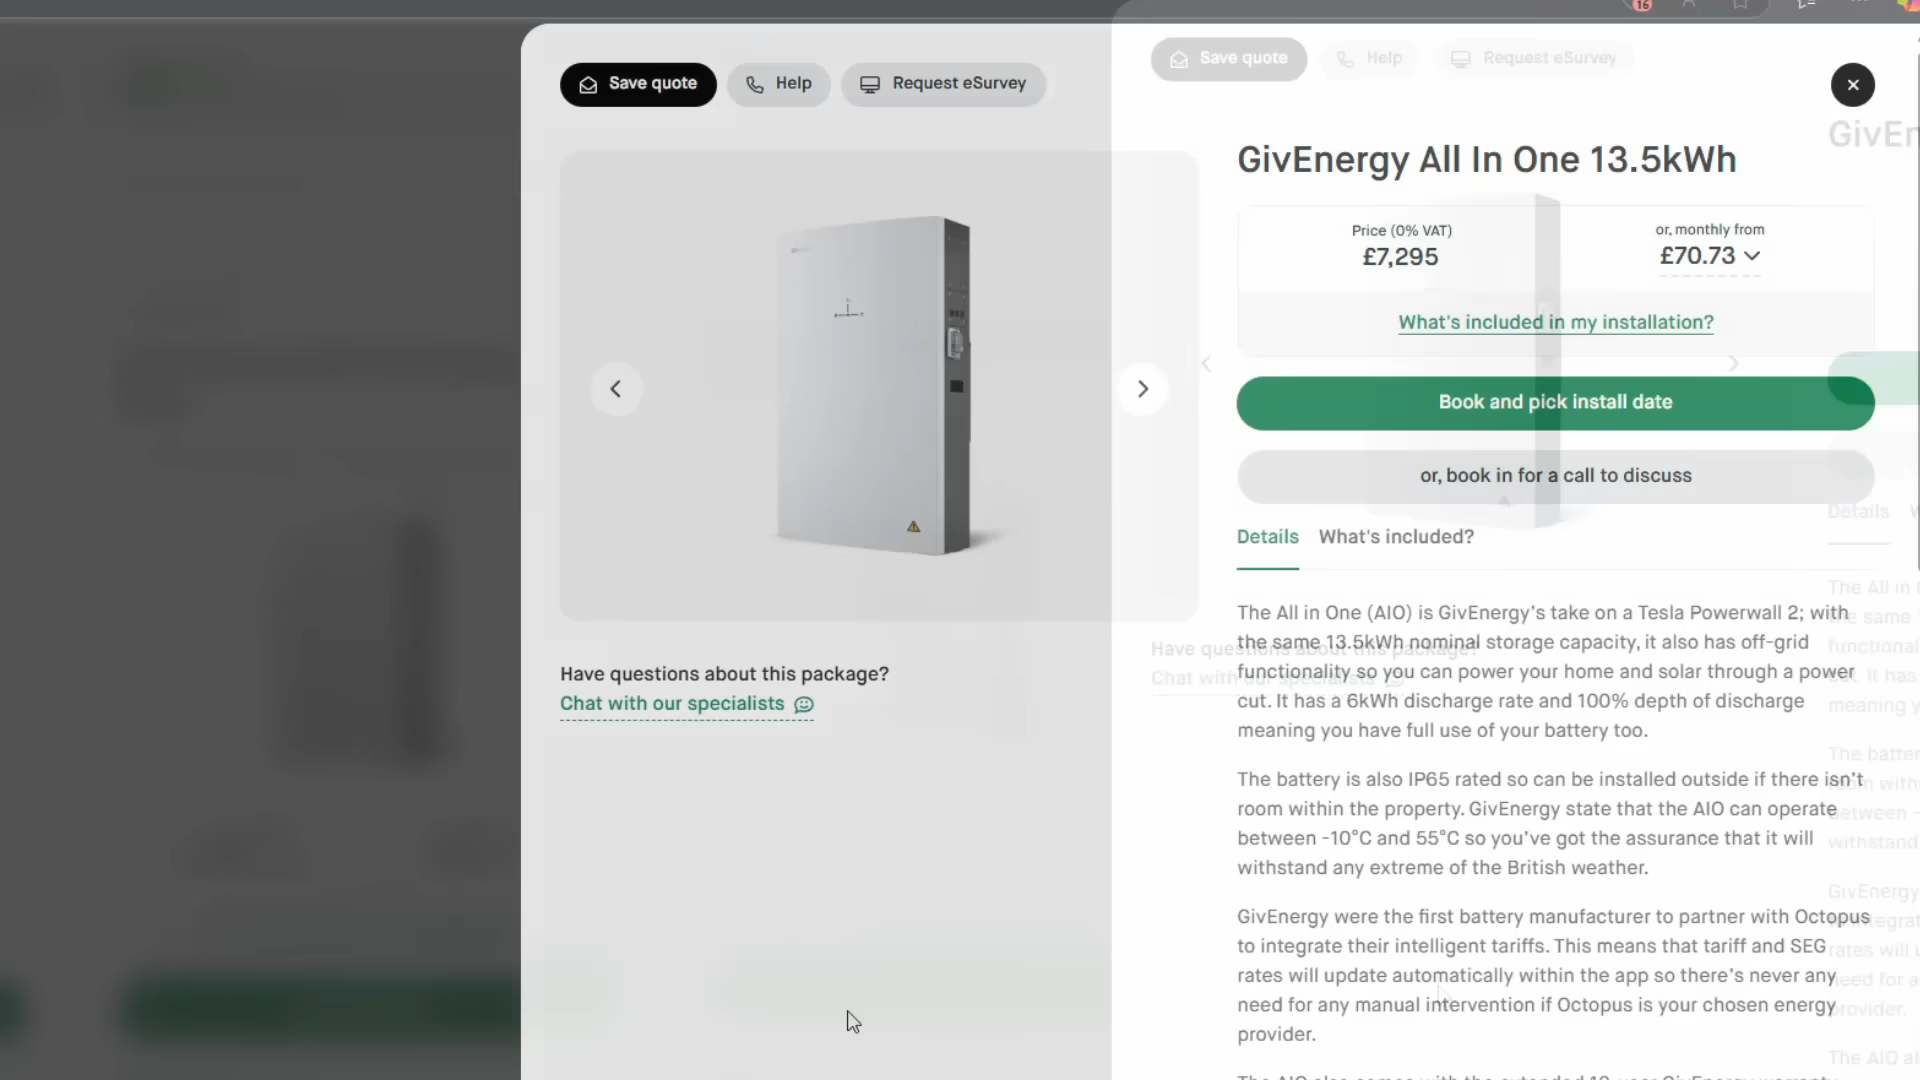 16
Save quote
Help
Request eSurvey
Save quote
Help
Request eSurvey
GivEnergy All In One 13.5kWh
Price (0% VAT)
£7,295
or, monthly from
£70.73
What's included in my installation?
Book and pick install date
or, book in for a call to discuss
Details
What's included?
The All in One (AIO) is GivEnergy's take on a Tesla Powerwall 2; with
the same 13.5kWh nominal storage capacity, it also has off-grid
functionality so you can power your home and solar through a power
cut. It has a 6kWh discharge rate and 100% depth of discharge
meaning you have full use of your battery too.
The battery is also IP65 rated so can be installed outside if there isn't
room within the property. GivEnergy state that the AIO can operate
between -10°C and 55°C so you've got the assurance that it will
withstand any extreme of the British weather.
GivEnergy were the first battery manufacturer to partner with Octopus
to integrate their intelligent tariffs. This means that tariff and SEG
rates will update automatically within the app so there's never any
need for any manual intervention if Octopus is your chosen energy
provider.
Have questions about this package?
Chat with our specialists